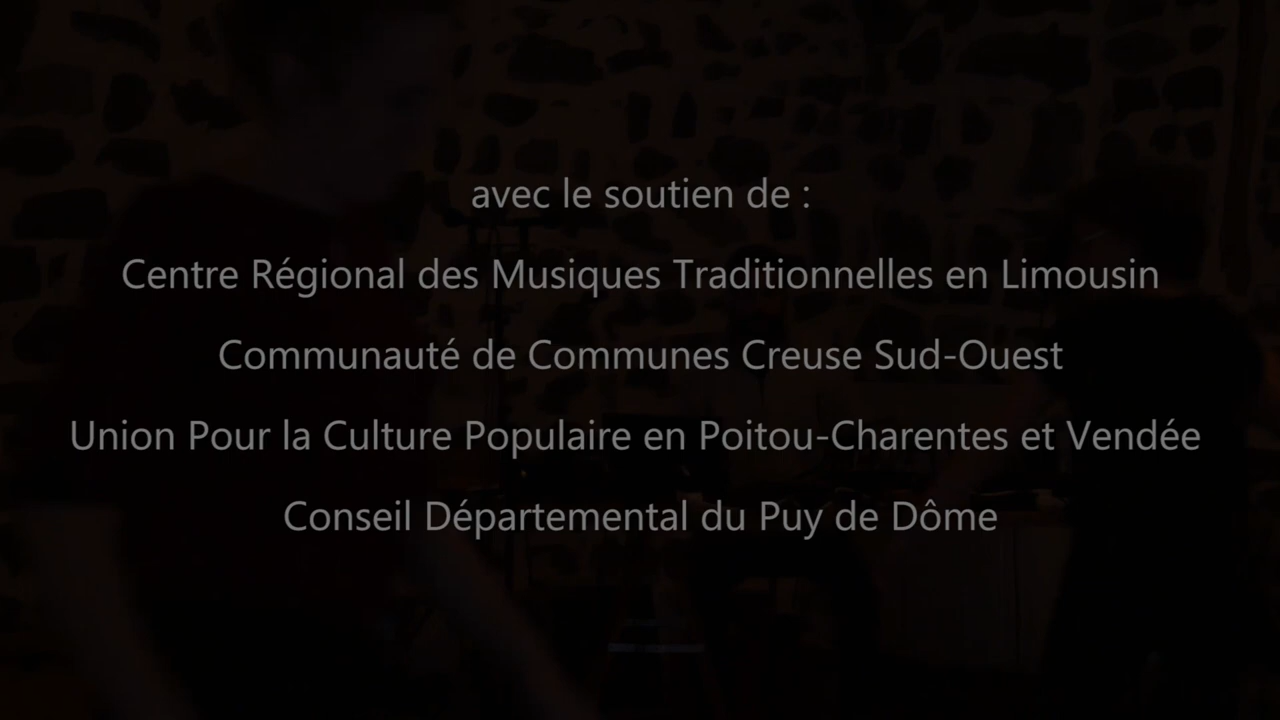 avec le soutien de :
Centre Régional des Musiques Traditionnelles en Limousin
Communauté de Communes Creuse Sud-Ouest
Union Pour la Culture Populaire en Poitou-Charentes et Vendée
Conseil Départemental du Puy de Dôme